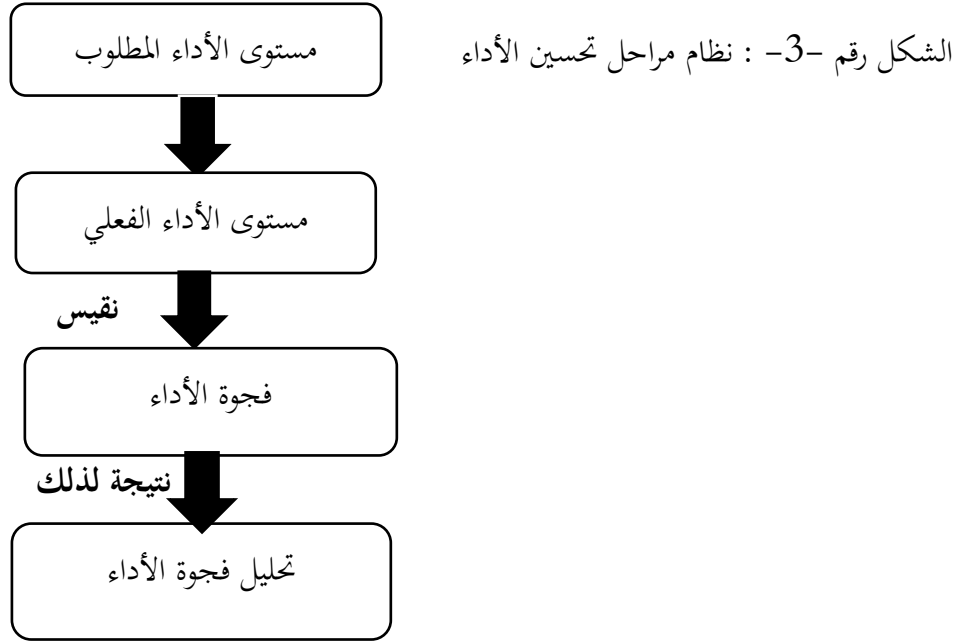 الشكل رقم -3- : نظام مراحل تحسين الأداء
مستوى الأداء المطلوب
مستوى الأداء الفعلي
نقيس
فجوة الأداء
نتيجة لذلك
تحليل فجوة الأداء